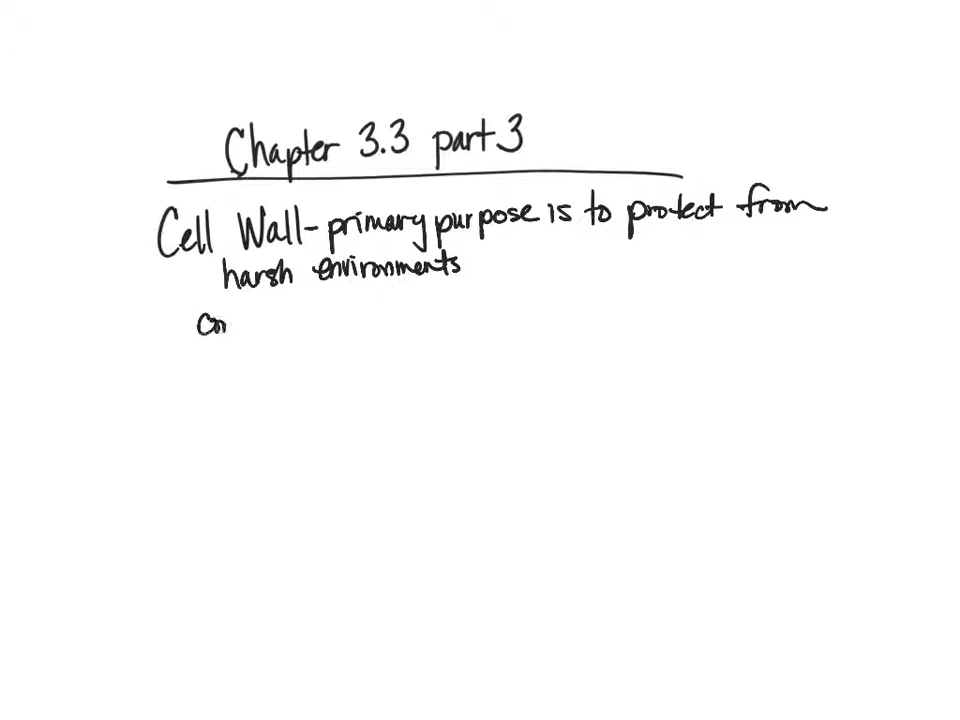 Chapter 3.3 part 3
Cell Wall - primary purpose is to protect from
harsh environments